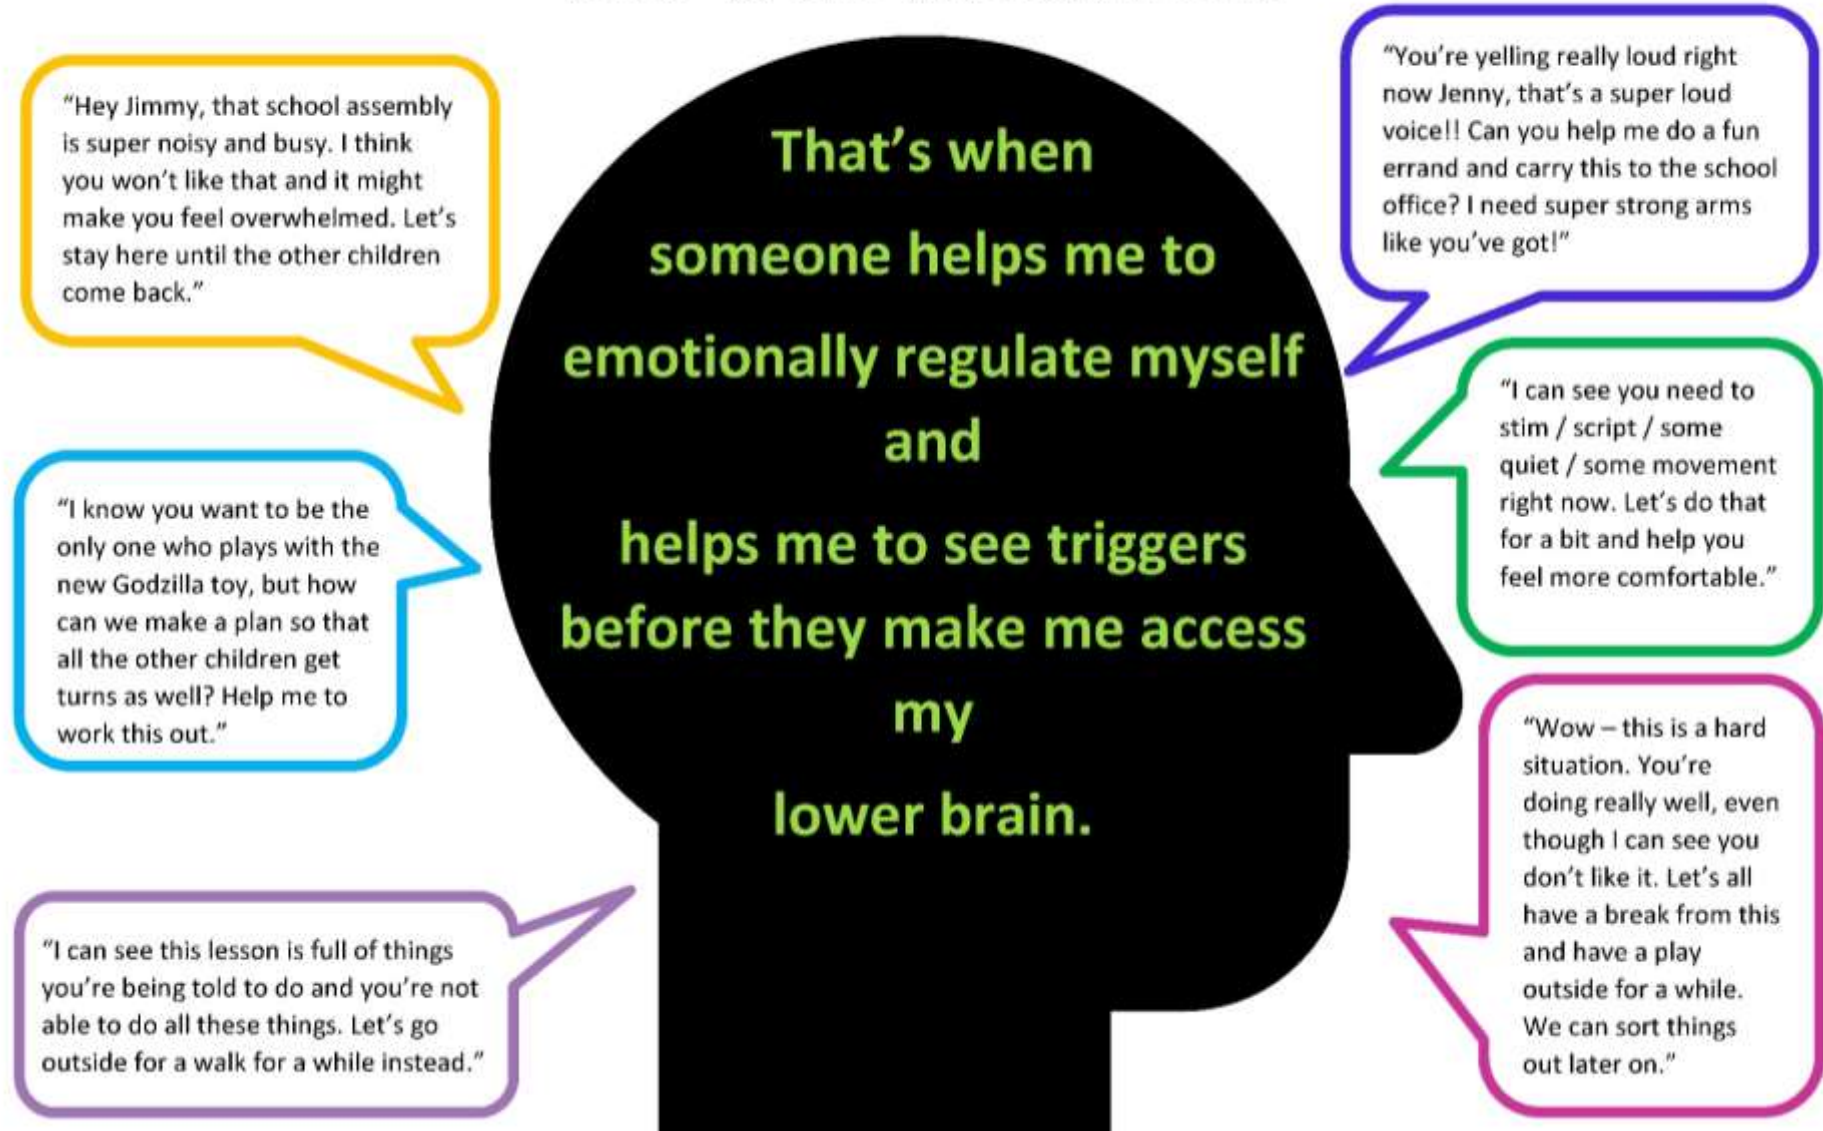 "Hey Jimmy, that school assembly
is super noisy and busy. I think
you won't like that and it might
make you feel overwhelmed. Let's
stay here until the other children
come back."
"I know you want to be the
only one who plays with the
new Godzilla toy, but how
can we make a plan so that
all the other children get
turns as well? Help me to
work this out."
"I can see this lesson is full of things
you're being told to do and you're not
able to do all these things. Let's go
outside for a walk for a while instead."
That's when
someone helps me to
emotionally regulate myself
and
helps me to see triggers
before they make me access
my
lower brain.
"You're yelling really loud right
now Jenny, that's a super loud
voice!! Can you help me do a fun
errand and carry this to the school
office? I need super strong arms
like you've got!"
"I can see you need to
stim / script / some
quiet / some movement
right now. Let's do that
for a bit and help you
feel more comfortable."
"Wow – this is a hard
situation. You're
doing really well, even
though I can see you
don't like it. Let's all
have a break from this
and have a play
outside for a while.
We can sort things
out later on."